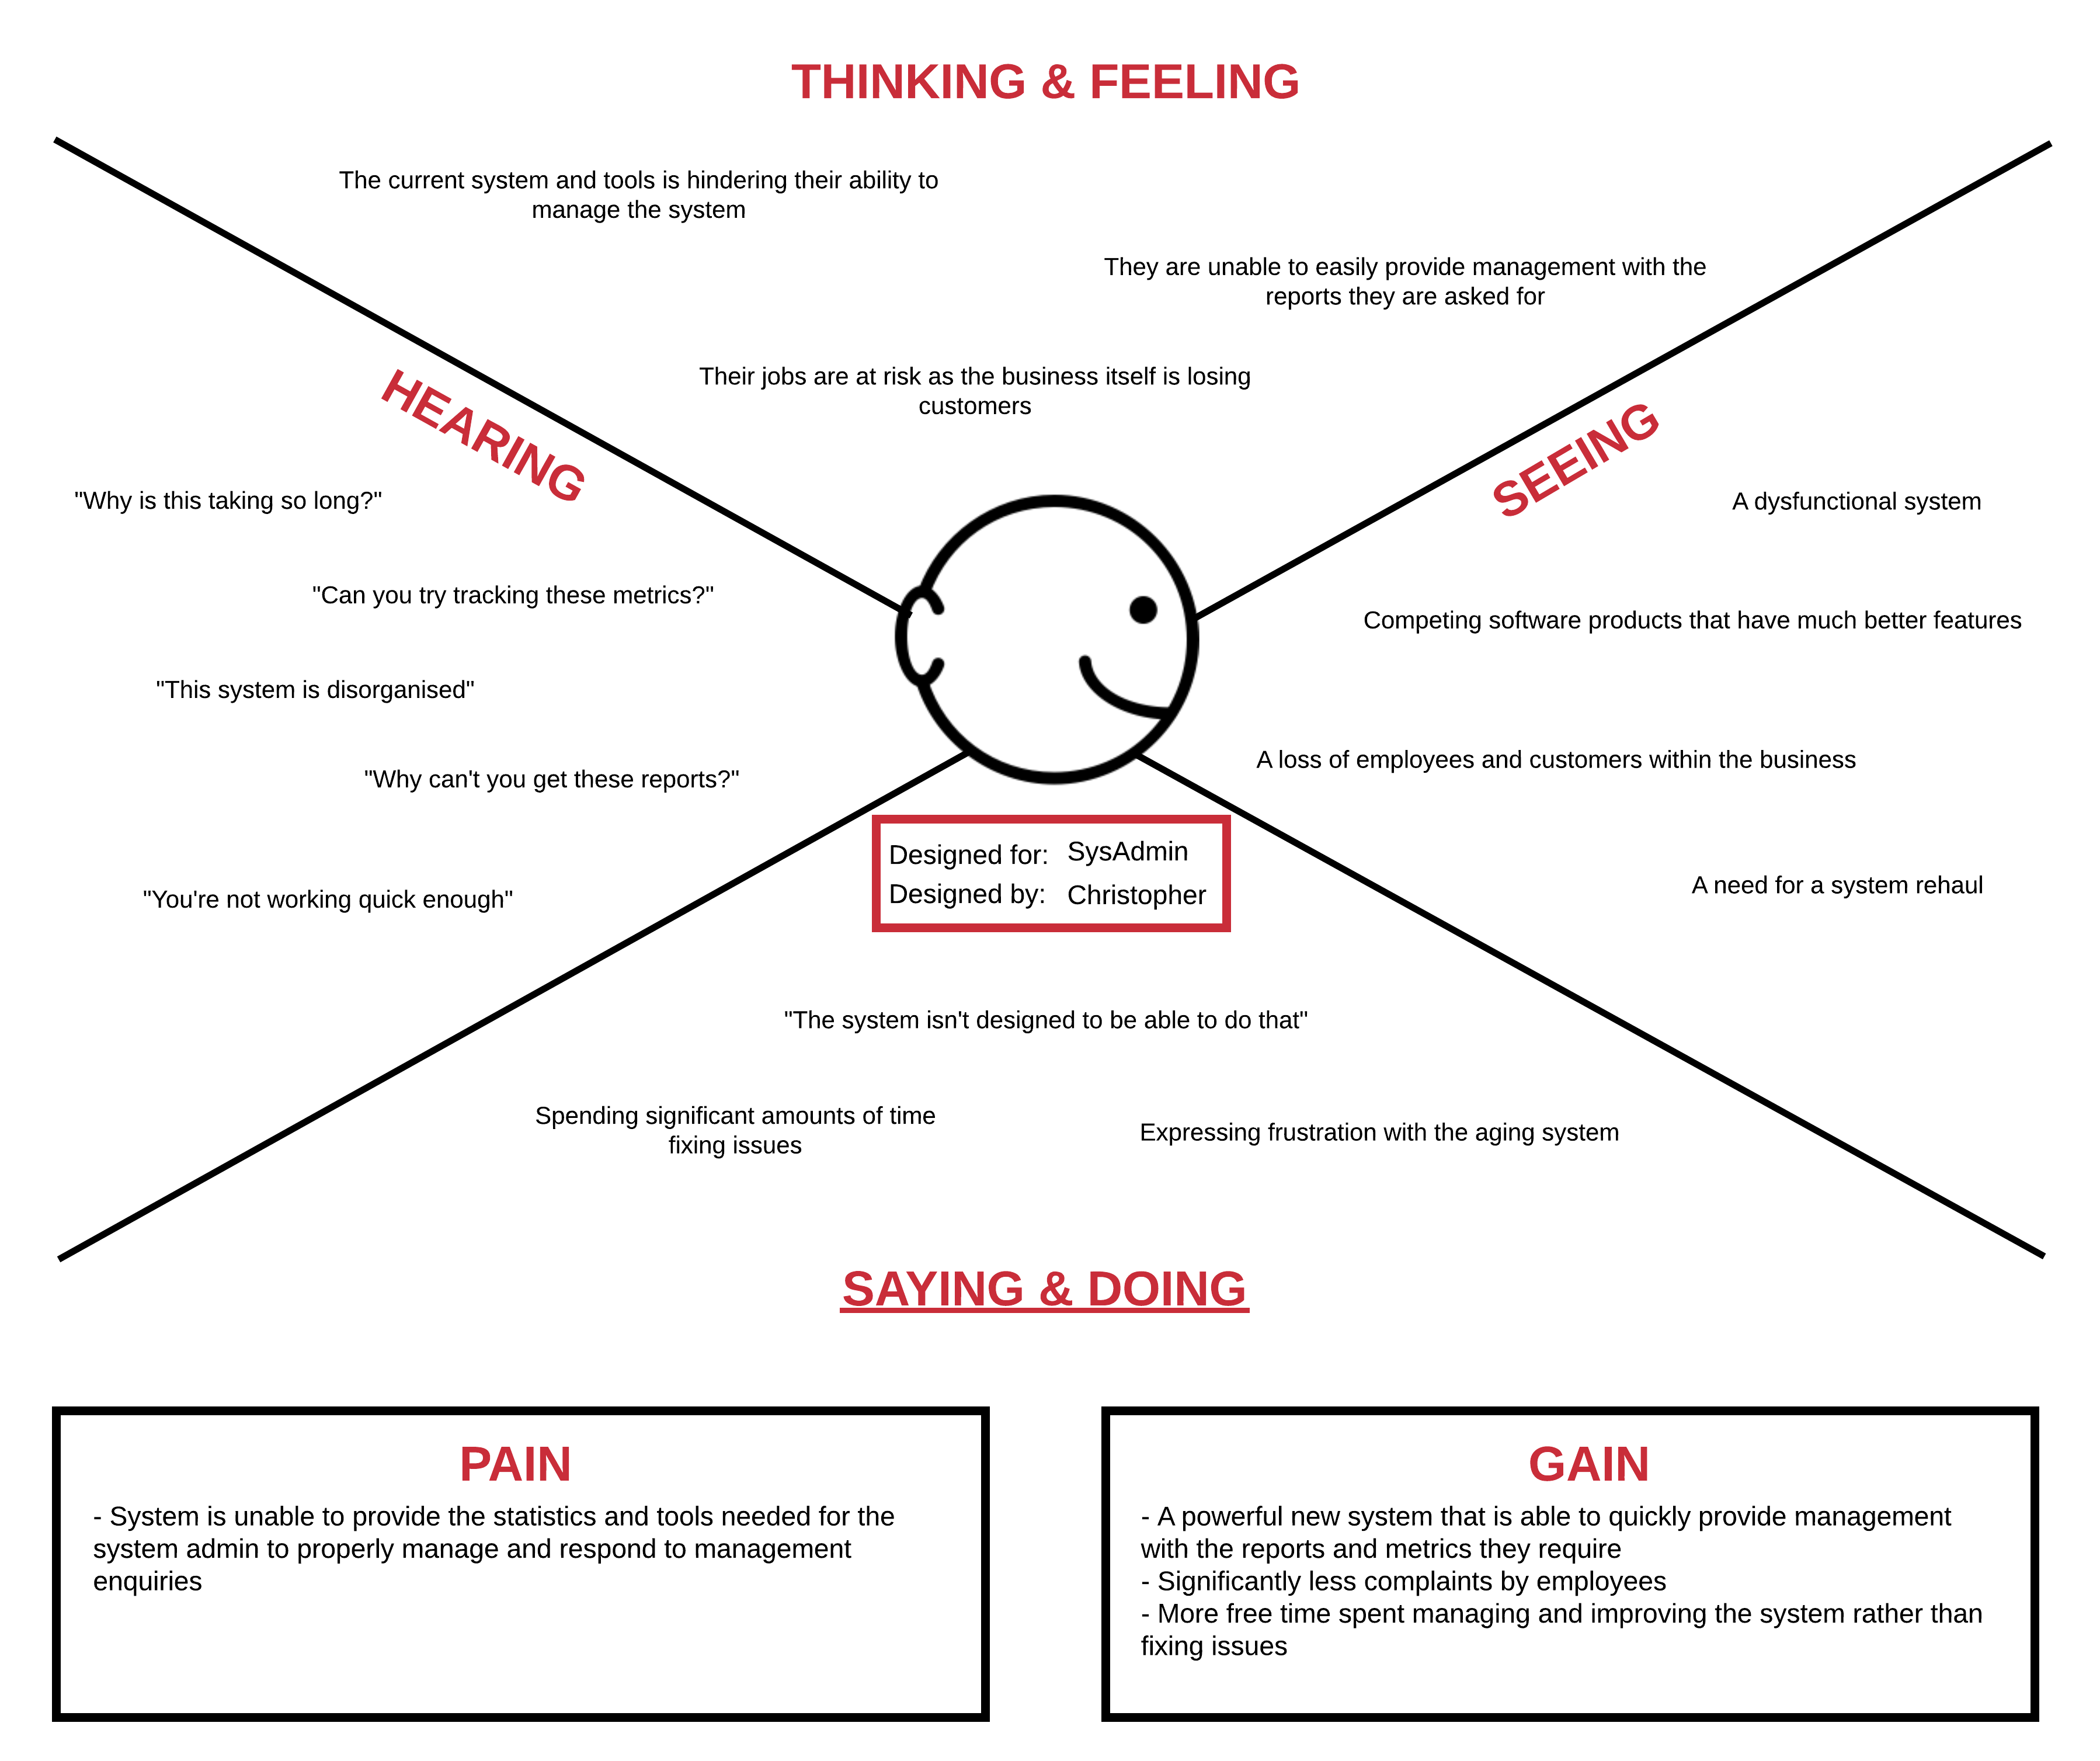 THINKING & FEELING
The current system and tools is hindering their ability to
manage the system
They are unable to easily provide management with the
reports they are asked for
Their jobs are at risk as the business itself is losing
customers
HEARING
"Why is this taking so long?"
"Can you try tracking these metrics?"
"This system is disorganised"
"Why can't you get these reports?"
"You're not working quick enough"
SEEING
A dysfunctional system
Competing software products that have much better features
A loss of employees and customers within the business
A need for a system rehaul
Designed for: SysAdmin
Designed by: Christopher
"The system isn't designed to be able to do that"
Spending significant amounts of time
fixing issues
Expressing frustration with the aging system
SAYING & DOING
PAIN
- System is unable to provide the statistics and tools needed for the
system admin to properly manage and respond to management
enquiries
GAIN
- A powerful new system that is able to quickly provide management
with the reports and metrics they require
- Significantly less complaints by employees
- More free time spent managing and improving the system rather than
fixing issues